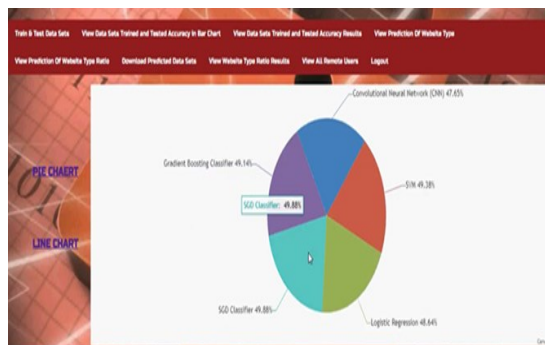 Train & Test Data Sets View Data Sets Trained and Tested Accuracy in Bar Chart View Data Sets Trained and Tested Accuracy Results View Prediction Of Website Type
View Prediction Of Website Type Ratio Download Predicted Data Sets View Website Type Ratio Results View All Remote Users Logout
Convolutional Neural Network (CNN) 47.65%
PIE CHAERT
Gradient Boosting Classifier 49.14%
SVM 49.38%
SGD Classifier: 49.88%
LINE CHART
SGD Classifier 49.88%
Logistic Regression 48.64%